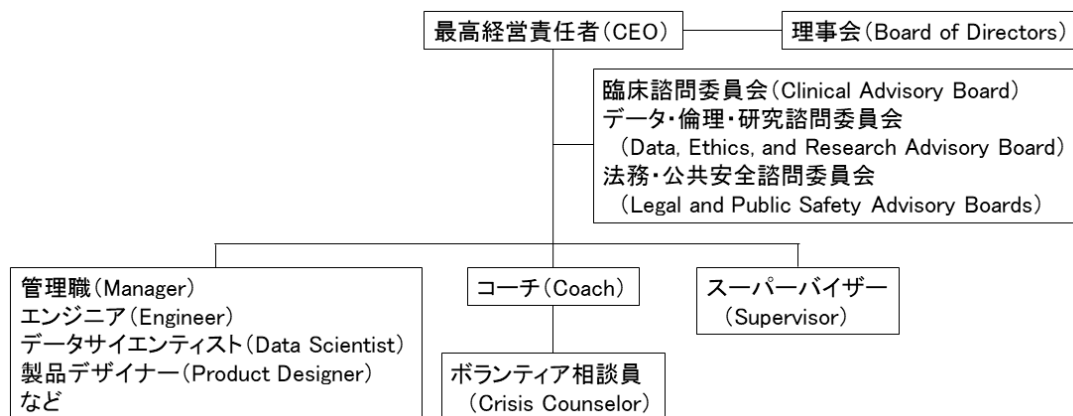 最高経営責任者(CEO)
理事会(Board of Directors)
臨床諮問委員会(Clinical Advisory Board)
データ・倫理・研究諮問委員会
(Data, Ethics, and Research Advisory Board)
法務・公共安全諮問委員会
(Legal and Public Safety Advisory Boards)
管理職(Manager)
エンジニア(Engineer)
データサイエンティスト(Data Scientist)
製品デザイナー(Product Designer)
など
コーチ(Coach)
スーパーバイザー
(Supervisor)
ボランティア相談員
(Crisis Counselor)